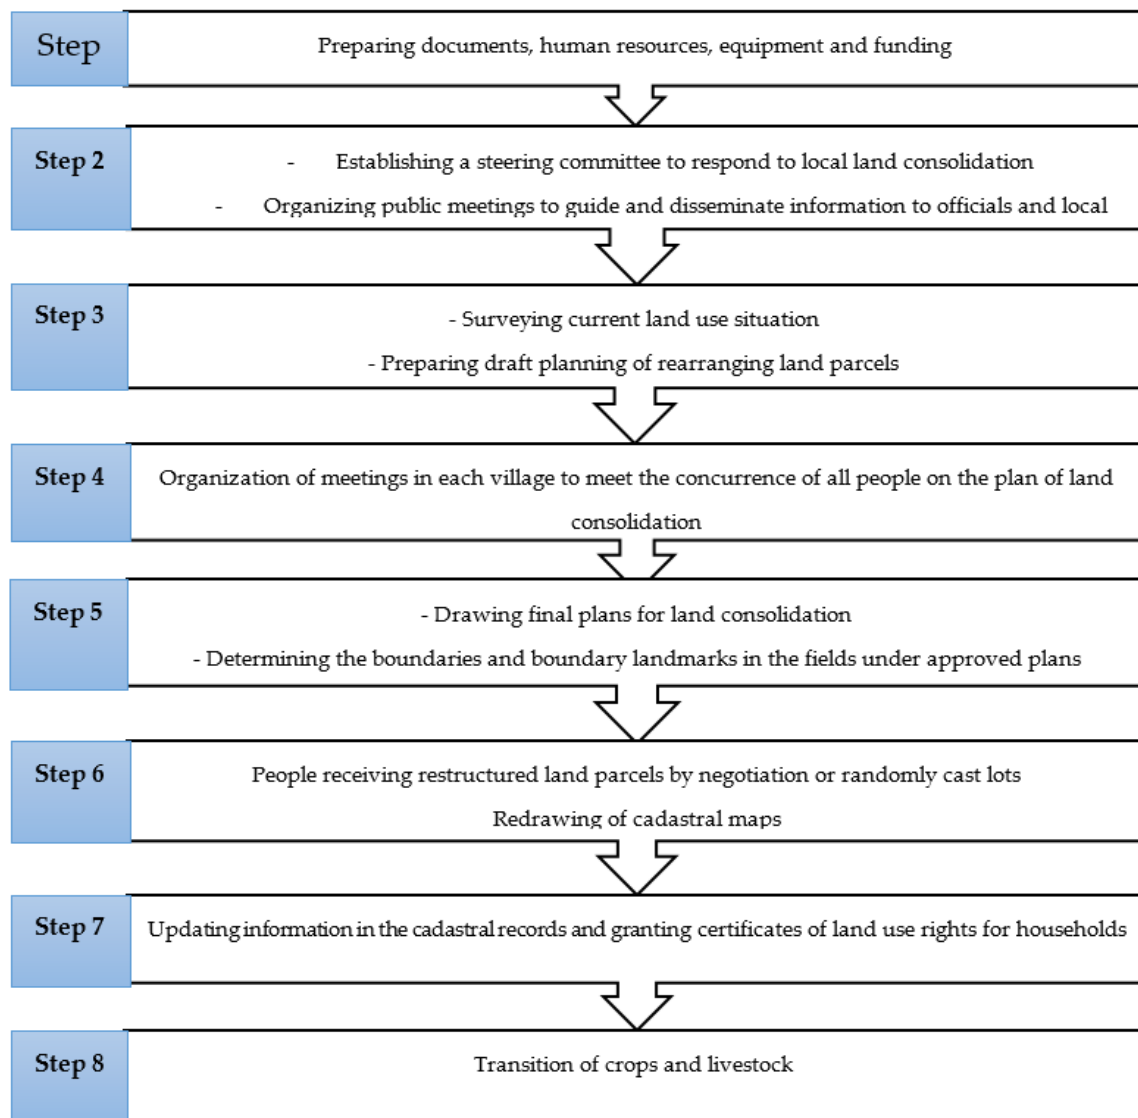 Step
Preparing documents, human resources, equipment and funding
Step 2
- Establishing a steering committee to respond to local land consolidation
- Organizing public meetings to guide and disseminate information to officials and local
Step 3
- Surveying current land use situation
- Preparing draft planning of rearranging land parcels
Step 4
Organization of meetings in each village to meet the concurrence of all people on the plan of land
consolidation
Step 5
- Drawing final plans for land consolidation
- Determining the boundaries and boundary landmarks in the fields under approved plans
Step 6
People receiving restructured land parcels by negotiation or randomly cast lots
Redrawing of cadastral maps
Step 7
Updating information in the cadastral records and granting certificates of land use rights for households
Step 8
Transition of crops and livestock